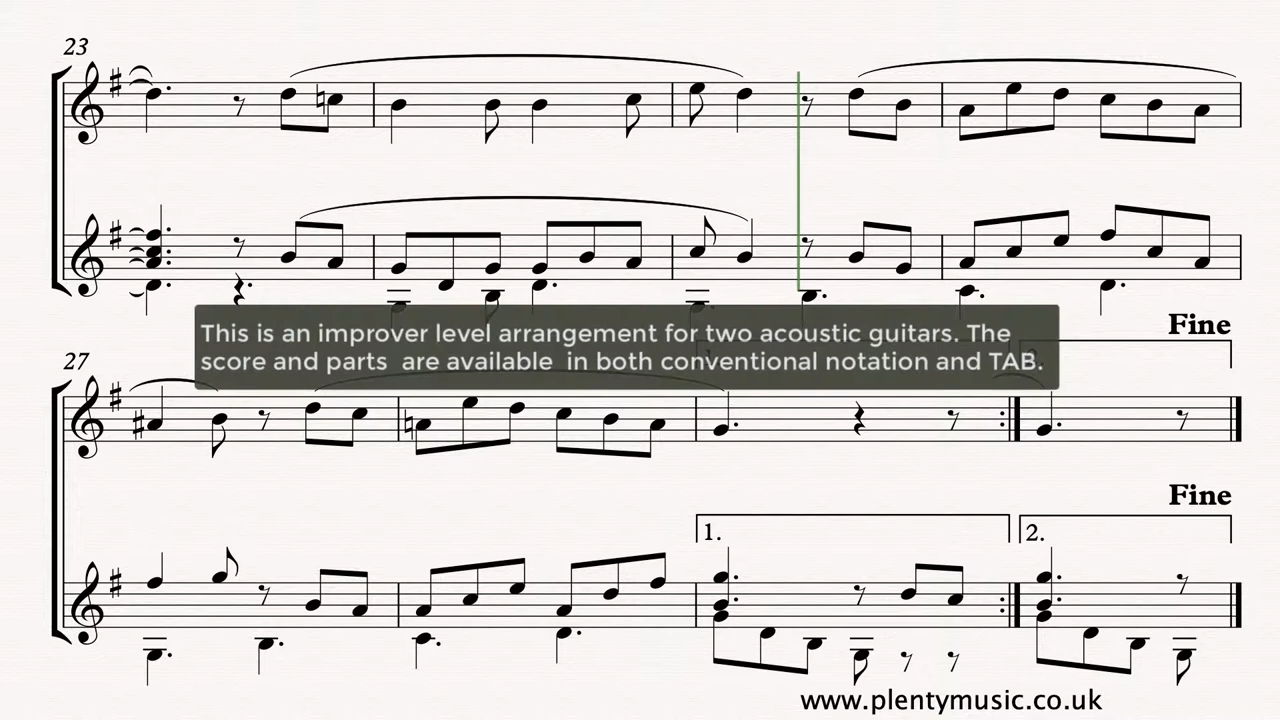 23
This is an improver level arrangement for two acoustic guitars. The
score and parts are available in both conventional notation and TAB.
Fine
27
Fine
1.
2.
www.plentymusic.co.uk